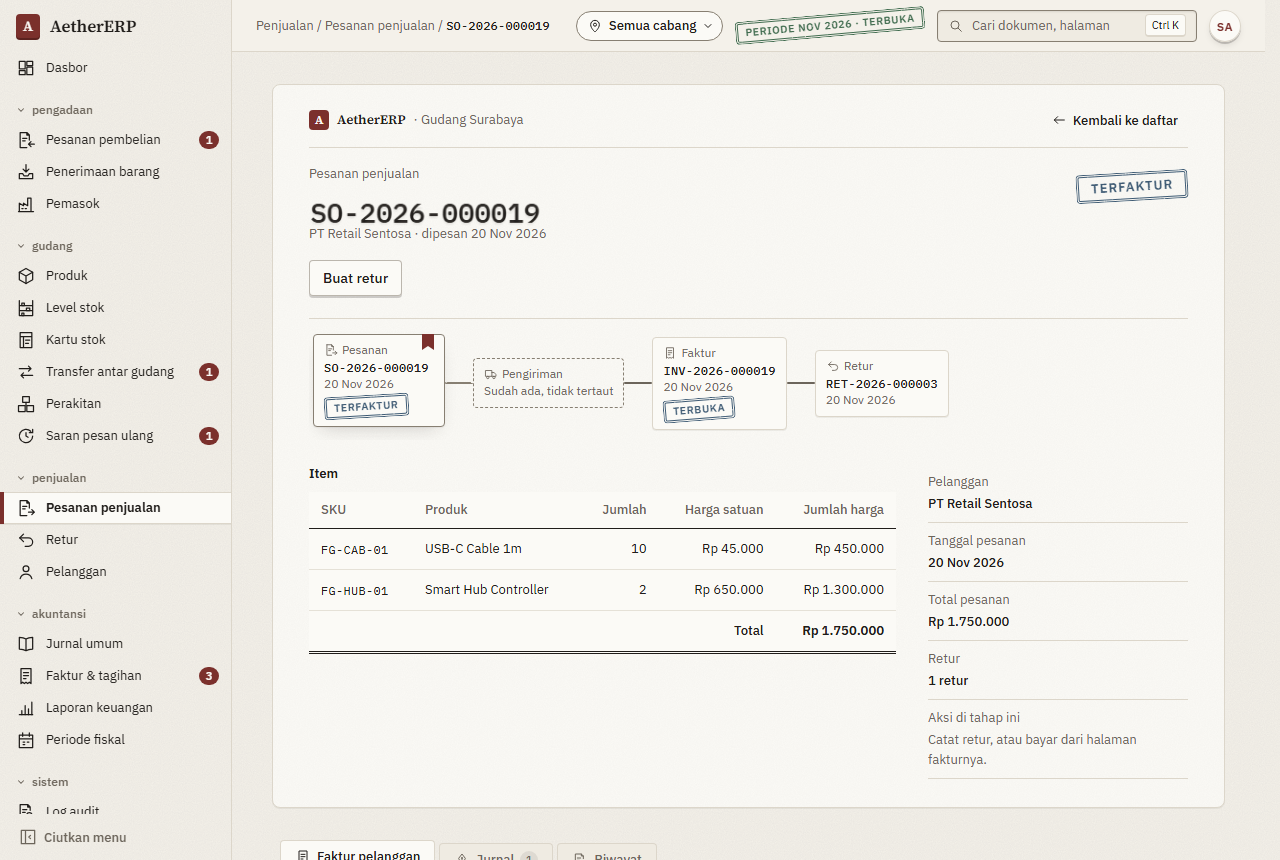 A AetherERP
Penjualan / Pesanan penjualan / SO-2026-000019
Semua cabang
PERIODE NOV 2026 · TERBUKA
Cari dokumen, halaman
Ctrl K
SA
Dasbor
pengadaan
Pesanan pembelian 1
Penerimaan barang
Pemasok
gudang
Produk
Level stok
Kartu stok
Transfer antar gudang 1
Perakitan
Saran pesan ulang 1
penjualan
Pesanan penjualan
Retur
Pelanggan
akuntansi
Jurnal umum
Faktur & tagihan 3
Laporan keuangan
Periode fiskal
sistem
Log audit
Ciutkan menu
A AetherERP · Gudang Surabaya
Kembali ke daftar
Pesanan penjualan
TERFAKTUR
SO-2026-000019
PT Retail Sentosa · dipesan 20 Nov 2026
Buat retur
Pesanan
SO-2026-000019
20 Nov 2026
TERFAKTUR
Pengiriman
Sudah ada, tidak tertaut
Faktur
INV-2026-000019
20 Nov 2026
TERBUKA
Retur
RET-2026-000003
20 Nov 2026
Item
SKU Produk Jumlah Harga satuan Jumlah harga
FG-CAB-01 USB-C Cable 1m 10 Rp 45.000 Rp 450.000
FG-HUB-01 Smart Hub Controller 2 Rp 650.000 Rp 1.300.000
Total Rp 1.750.000
Pelanggan
PT Retail Sentosa
Tanggal pesanan
20 Nov 2026
Total pesanan
Rp 1.750.000
Retur
1 retur
Aksi di tahap ini
Catat retur, atau bayar dari halaman
fakturnya.
Faktur pelanggan
Jurnal 1
Riwayat